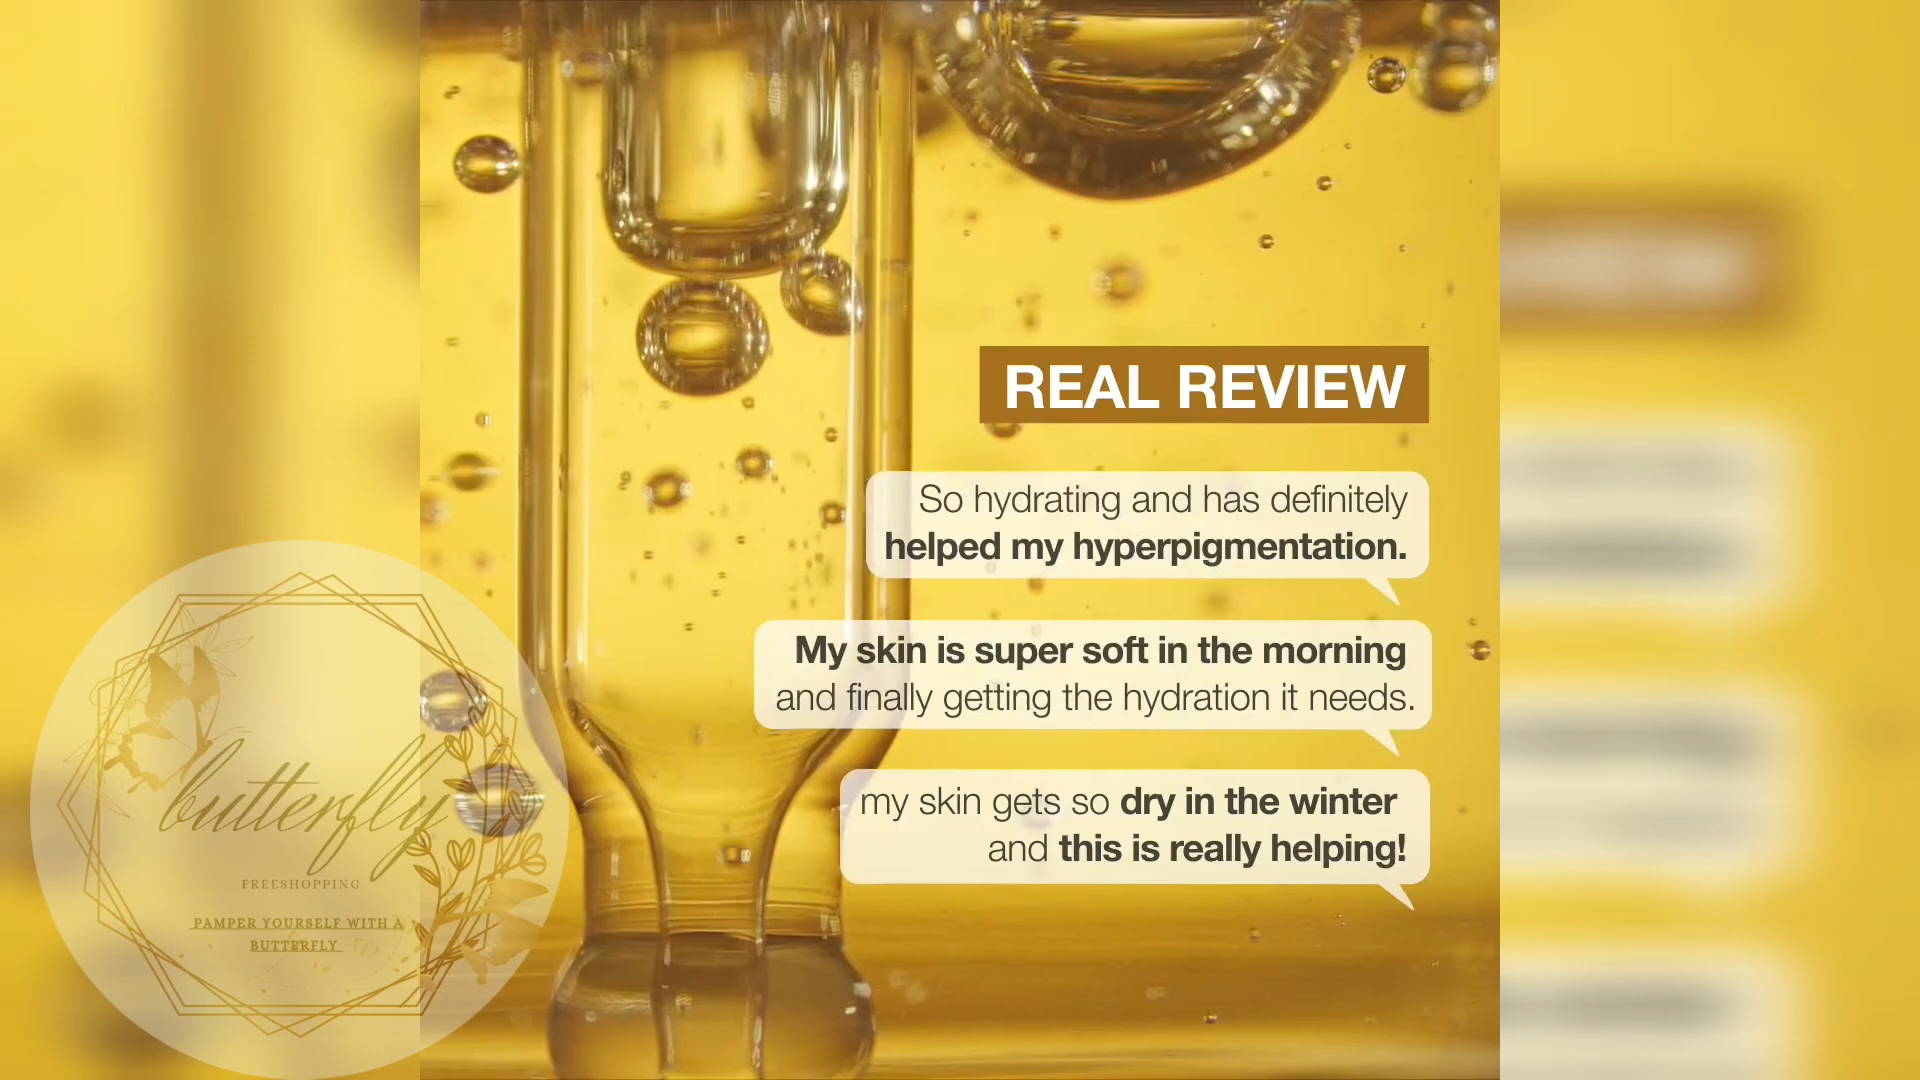 REAL REVIEW
So hydrating and has definitely
helped my hyperpigmentation.
My skin is super soft in the morning
and finally getting the hydration it needs.
my skin gets so dry in the winter
and this is really helping!
butterfly
FREESHOPPING
PAMPER YOURSELF WITH A
BUTTERFLY